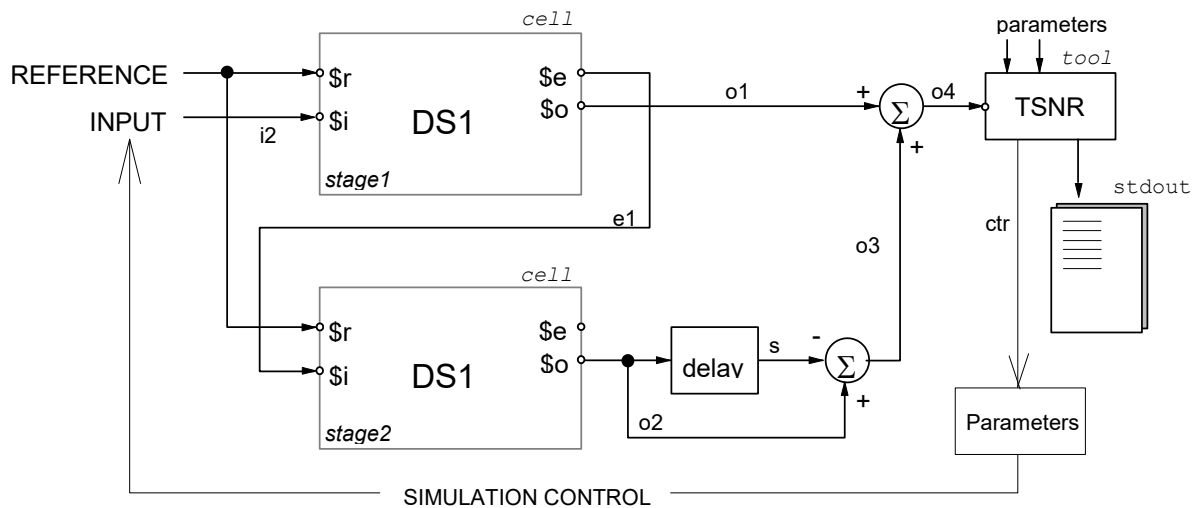 cell
parameters
tool
REFERENCE
$r
$e
o1
+
Σ
o4
TSNR
INPUT
i2
$i
DS1
$o
+
stage1
stdout
e1
o3
ctr
cell
$r
$e
$i
DS1
$o
delav
s
-
Σ
+
o2
stage2
Parameters
SIMULATION CONTROL